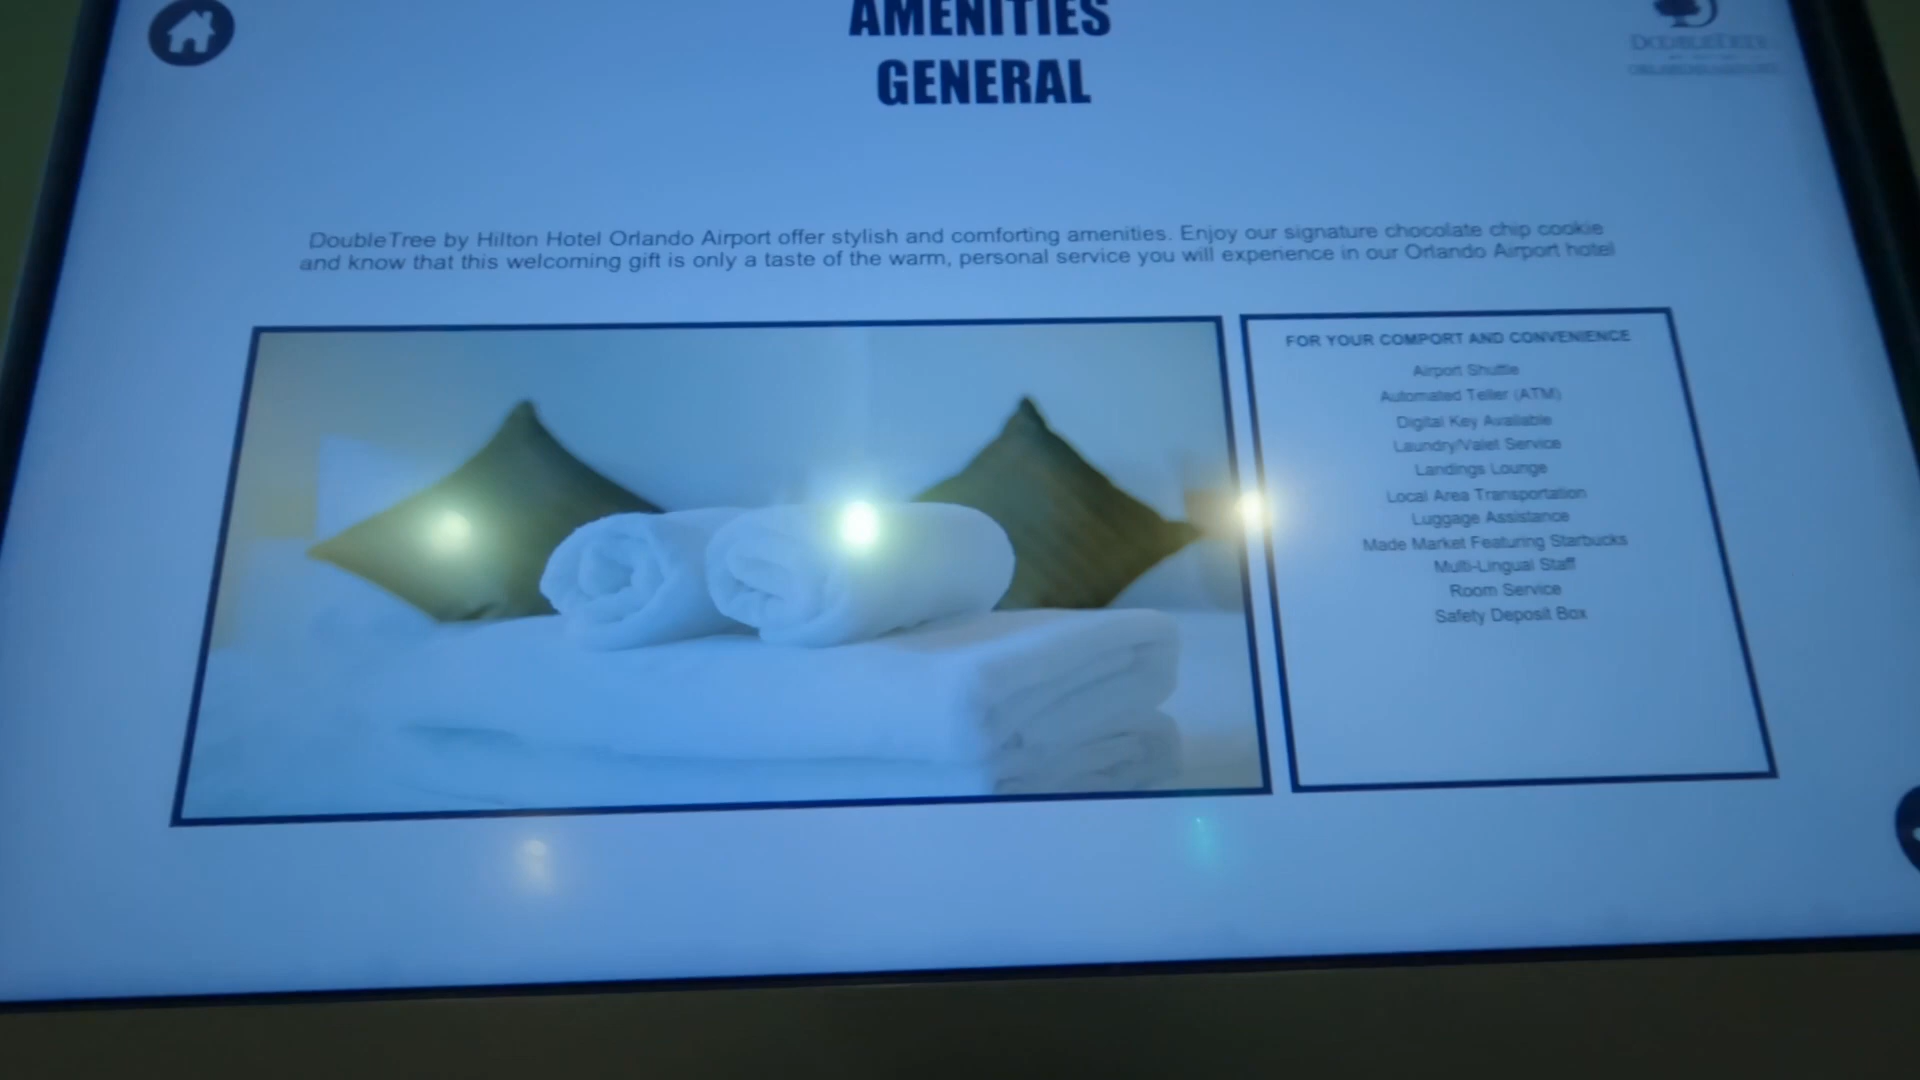 AMENITIES
GENERAL
DOUBLETREE
DoubleTree by Hilton Hotel Orlando Airport offer stylish and comforting amenities. Enjoy our signature chocolate chip cookie
and know that this welcoming gift is only a taste of the warm, personal service you will experience in our Orlando Airport hotel
FOR YOUR COMPORT AND CONVENIENCE
Airport Shuttle
Automated Teller (ATM)
Digital Key Available
Laundry/Valet Service
Landings Lounge
Local Area Transportation
Luggage Assistance
Made Market Featuring Starbucks
Multi-Lingual Staff
Room Service
Safety Deposit Box